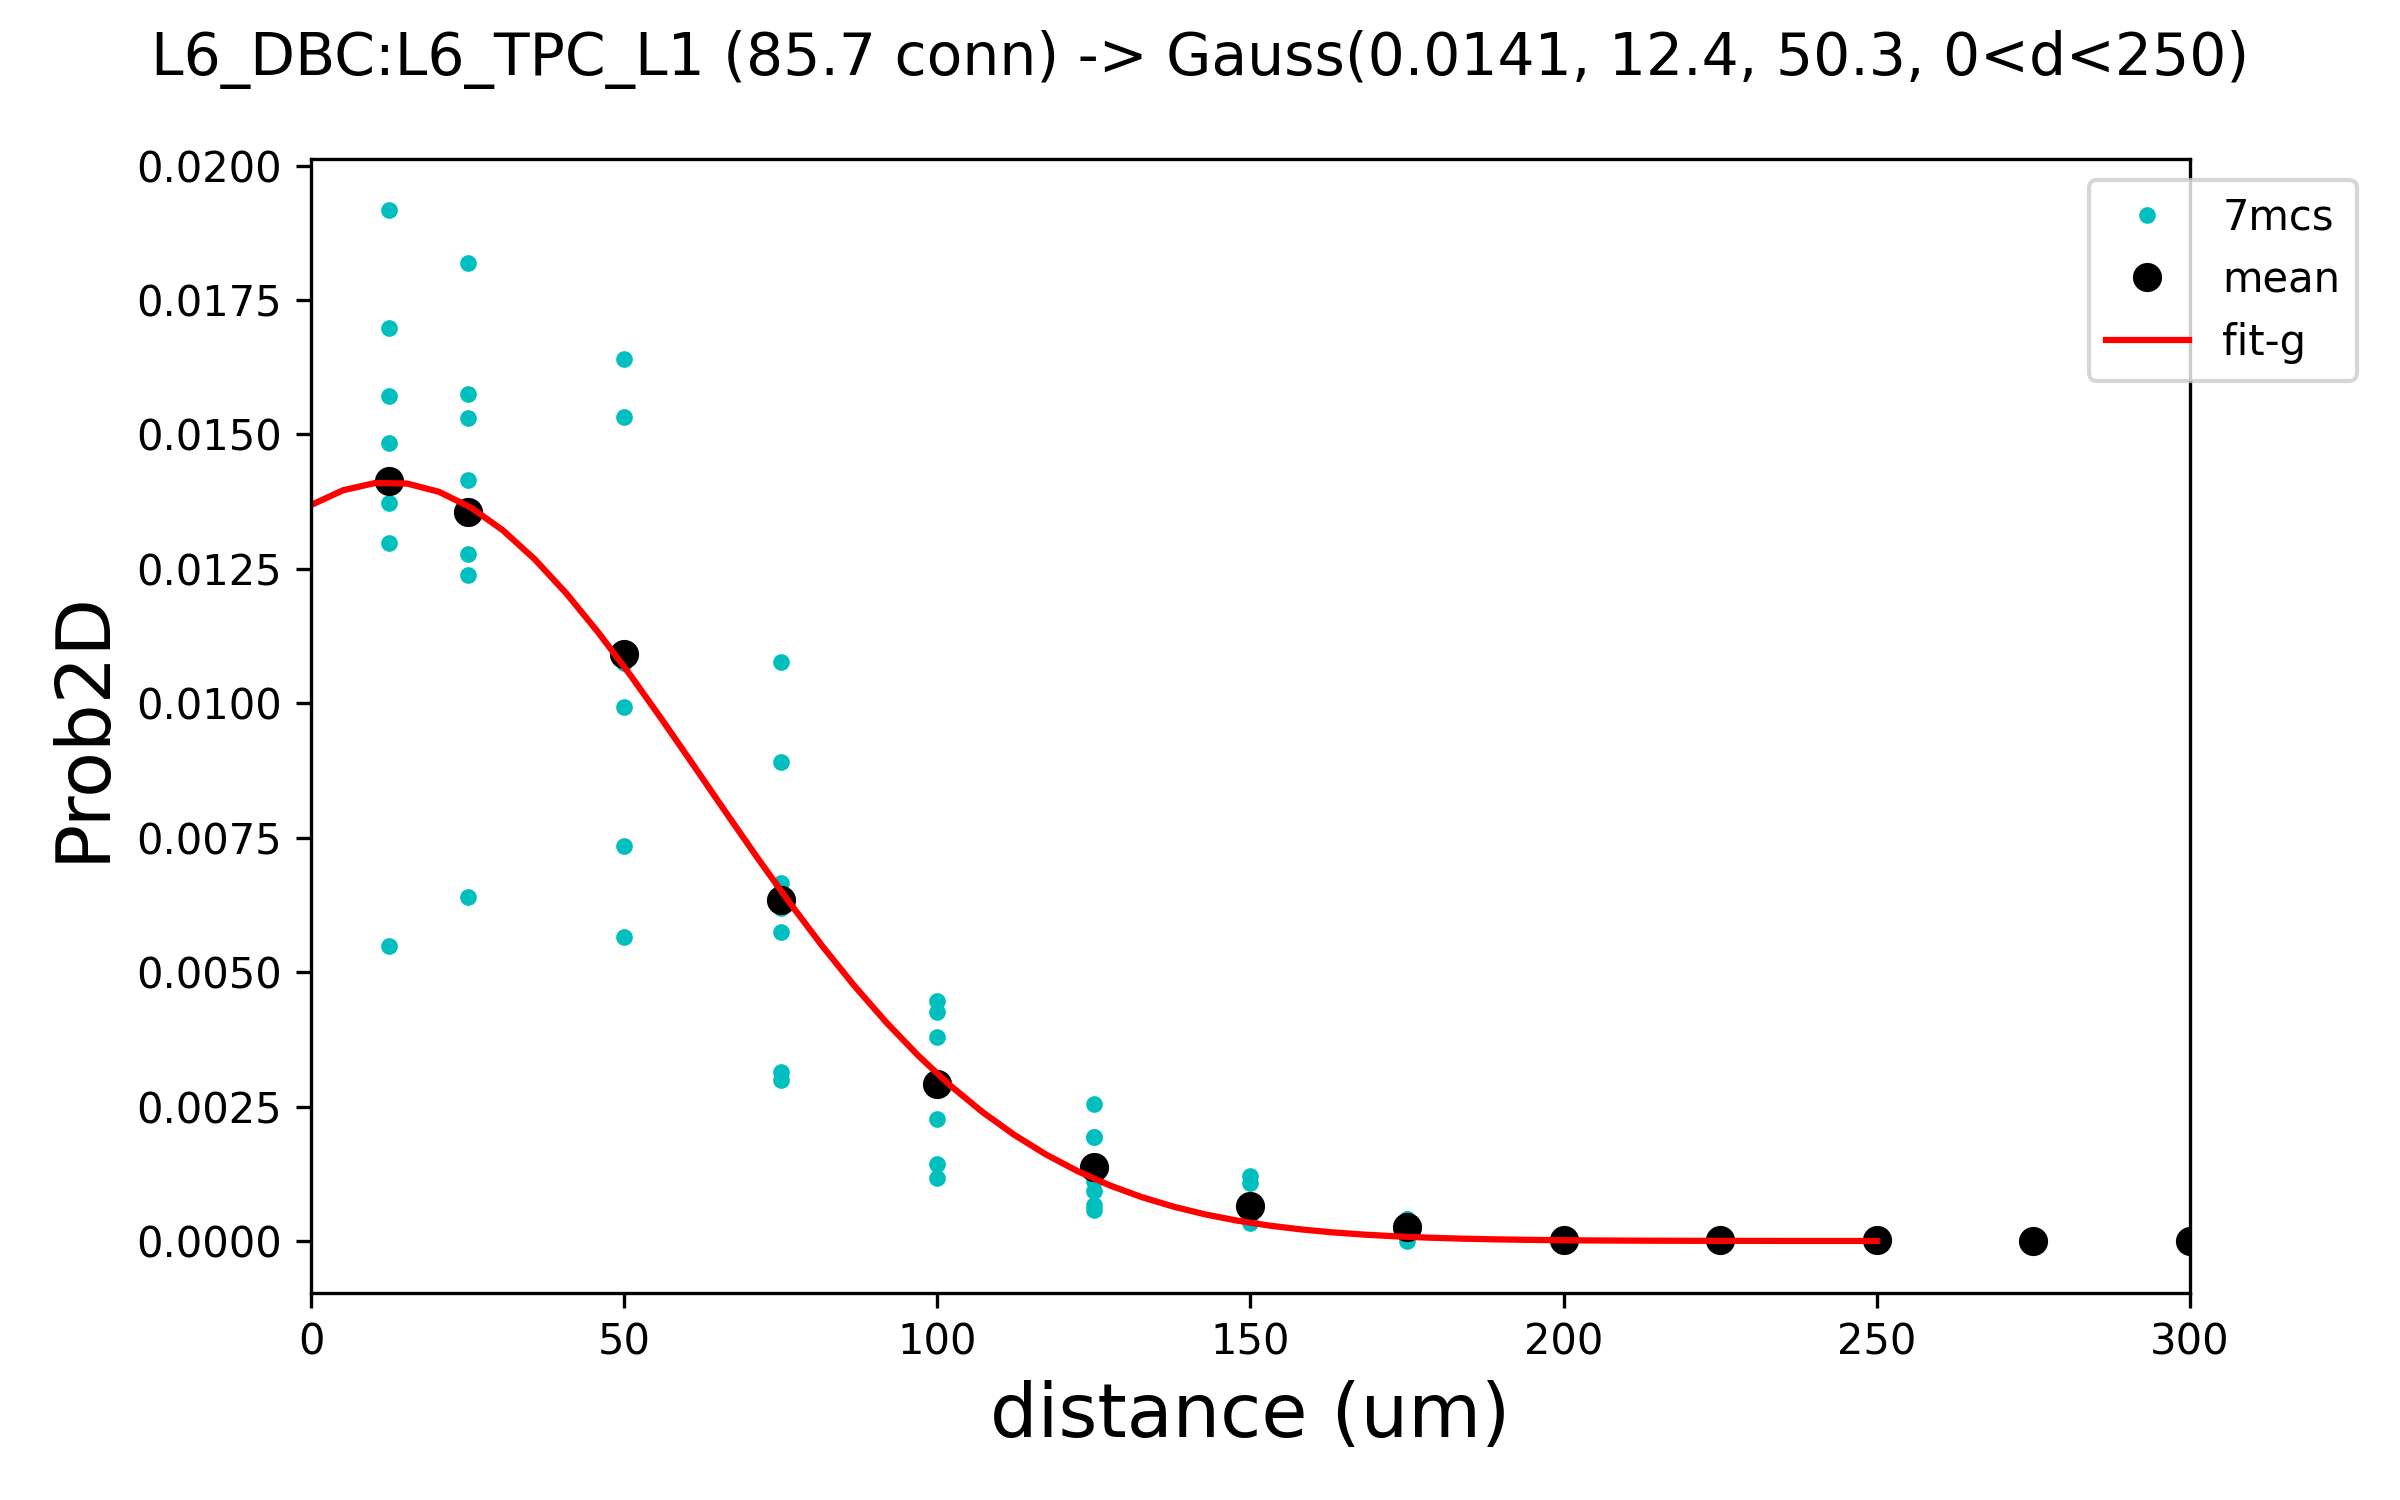 L6_DBC:L6_TPC_L1 (85.7 conn) -> Gauss(0.0141, 12.4, 50.3, 0<d<250)
0.0200
0.0175
0.0150
0.0125
0.0100
0.0075
0.0050
0.0025
0.0000
Prob2D
7mcs
mean
fit-g
0 50 100 150 200 250 300
distance (um)